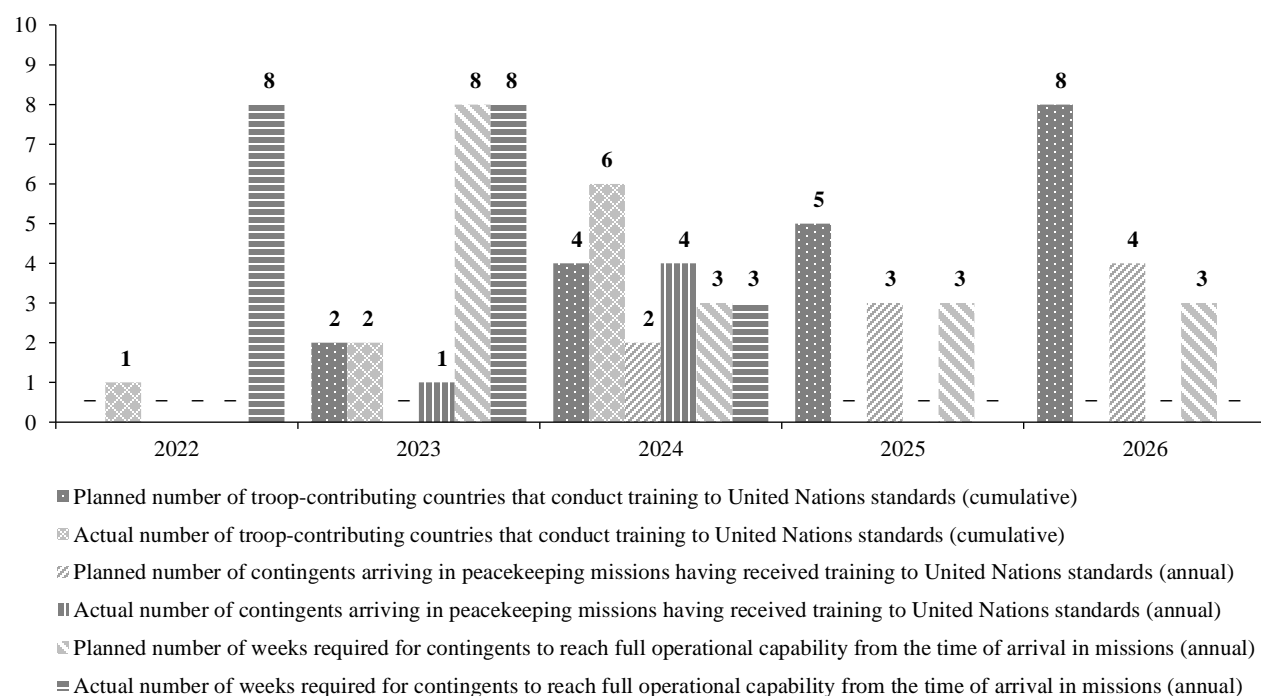 10
9
8
7
6
5
4
3
2
1
0
– 1 – – – 8
2 2 – 1 8 8
4 6 2 4 3 3
5 – 3 – 3 –
8 – 4 – 3 –
2022 2023 2024 2025 2026
Planned number of troop-contributing countries that conduct training to United Nations standards (cumulative)
Actual number of troop-contributing countries that conduct training to United Nations standards (cumulative)
Planned number of contingents arriving in peacekeeping missions having received training to United Nations standards (annual)
Actual number of contingents arriving in peacekeeping missions having received training to United Nations standards (annual)
Planned number of weeks required for contingents to reach full operational capability from the time of arrival in missions (annual)
Actual number of weeks required for contingents to reach full operational capability from the time of arrival in missions (annual)